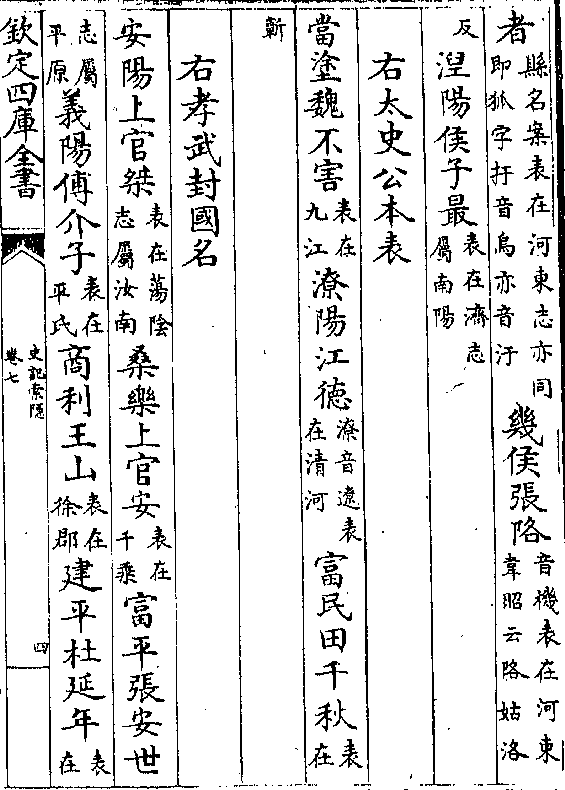 者縣名案表在河東志亦同即狐字扜音烏亦音汙幾侯張𨹟音機表在河東韋昭云𨹟姑洛
反湼陽侯子最表在濟志屬南陽
右太史公本表
當塗魏不害表在九江潦陽江德潦音遼表在清河富民田千秋表在
蘄
右孝武封國名
安陽上官桀表在蕩陰志屬汝南桑樂上官安表在千乗富平張安世
志屬平原義陽傅介子表在平氏商利王山表在徐郡建平杜延年表在
欽定四庫全書
史記索隱
卷七
四